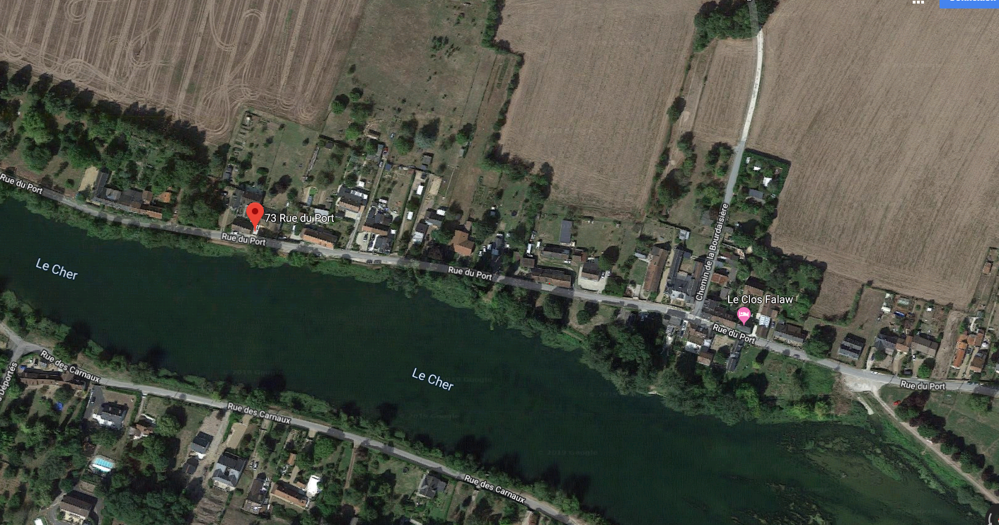 Rue du Port
73 Rue du Port
Rue du Port
Le Cher
Rue du Port
Chemin de la Bourdaisière
Le Clos Falaw
Rue du Port
Rue des Carnaux
Le Cher
Rue du Port
Déportés
Rue des Carnaux
Rue des Carnaux